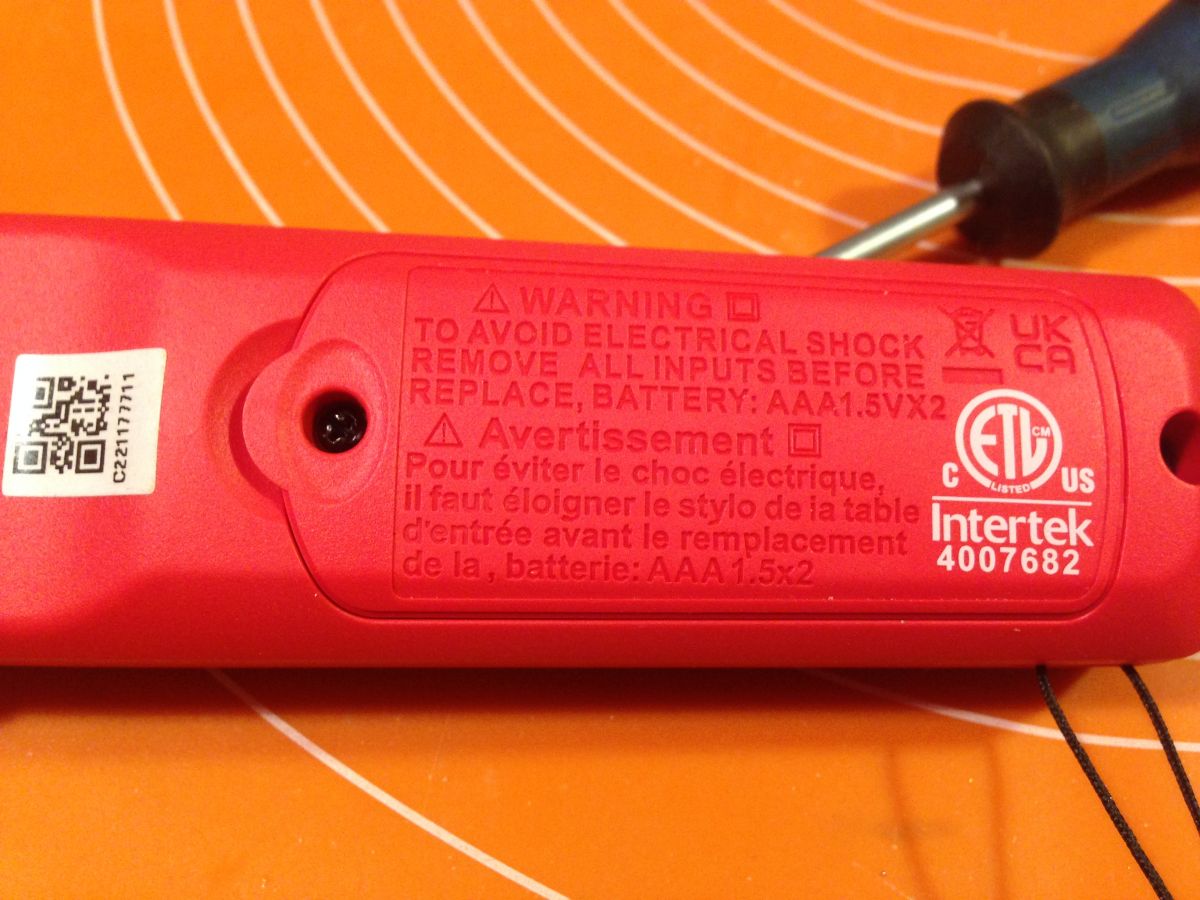 C221177711
WARNING
TO AVOID ELECTRICAL SHOCK
REMOVE ALL INPUTS BEFORE
REPLACE, BATTERY: AAA1.5VX2
Avertissement
Pour éviter le choc électrique,
il faut éloigner le stylo de la table
d'entrée avant le remplacement
de la , batterie: AAA1.5x2
UK
CA
ETL CM
LISTED
C US
Intertek
4007682